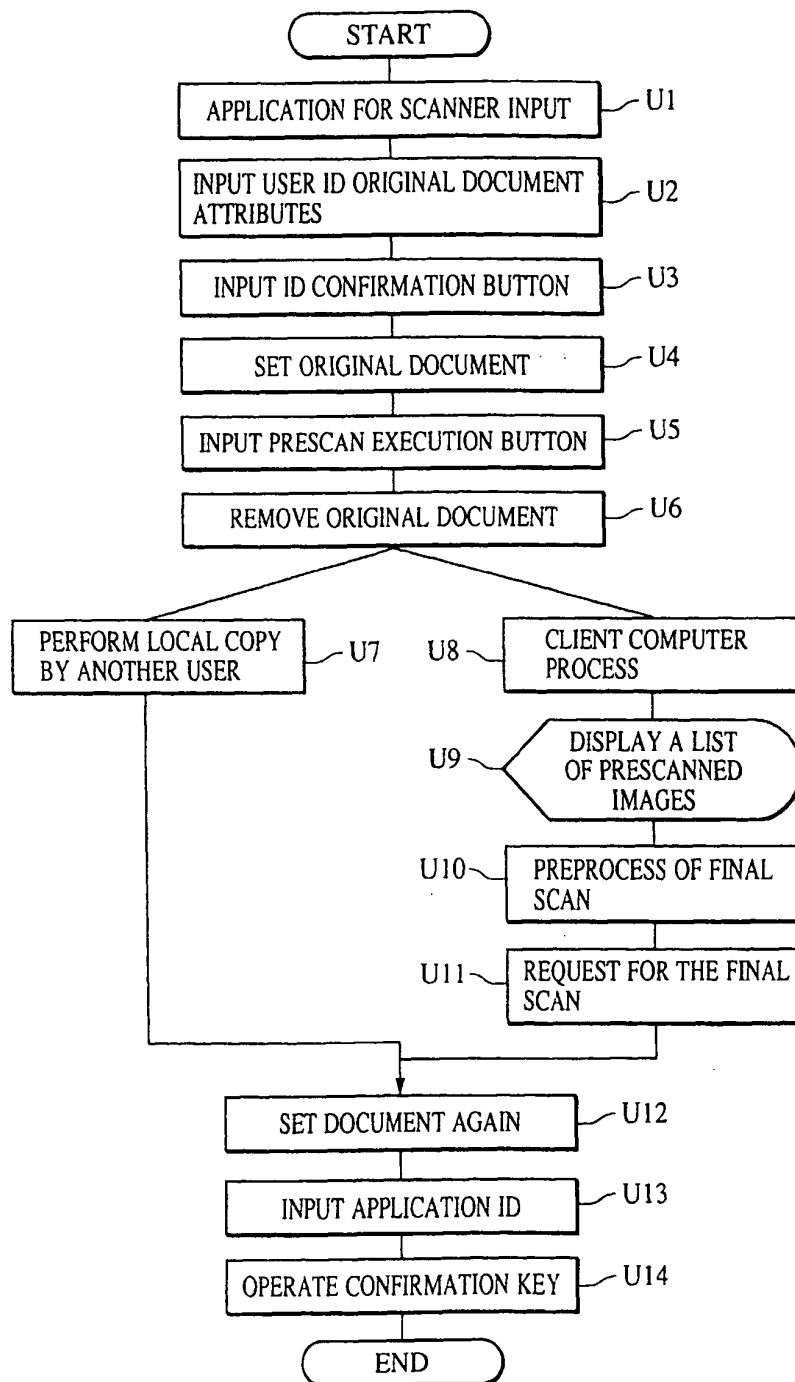 START
APPLICATION FOR SCANNER INPUT
U1
INPUT USER ID ORIGINAL DOCUMENT
ATTRIBUTES
U2
INPUT ID CONFIRMATION BUTTON
U3
SET ORIGINAL DOCUMENT
U4
INPUT PRESCAN EXECUTION BUTTON
U5
REMOVE ORIGINAL DOCUMENT
U6
PERFORM LOCAL COPY
BY ANOTHER USER
U7
U8
CLIENT COMPUTER
PROCESS
U9
DISPLAY A LIST
OF PRESCANNED
IMAGES
U10
PREPROCESS OF FINAL
SCAN
U11
REQUEST FOR THE FINAL
SCAN
SET DOCUMENT AGAIN
U12
INPUT APPLICATION ID
U13
OPERATE CONFIRMATION KEY
U14
END